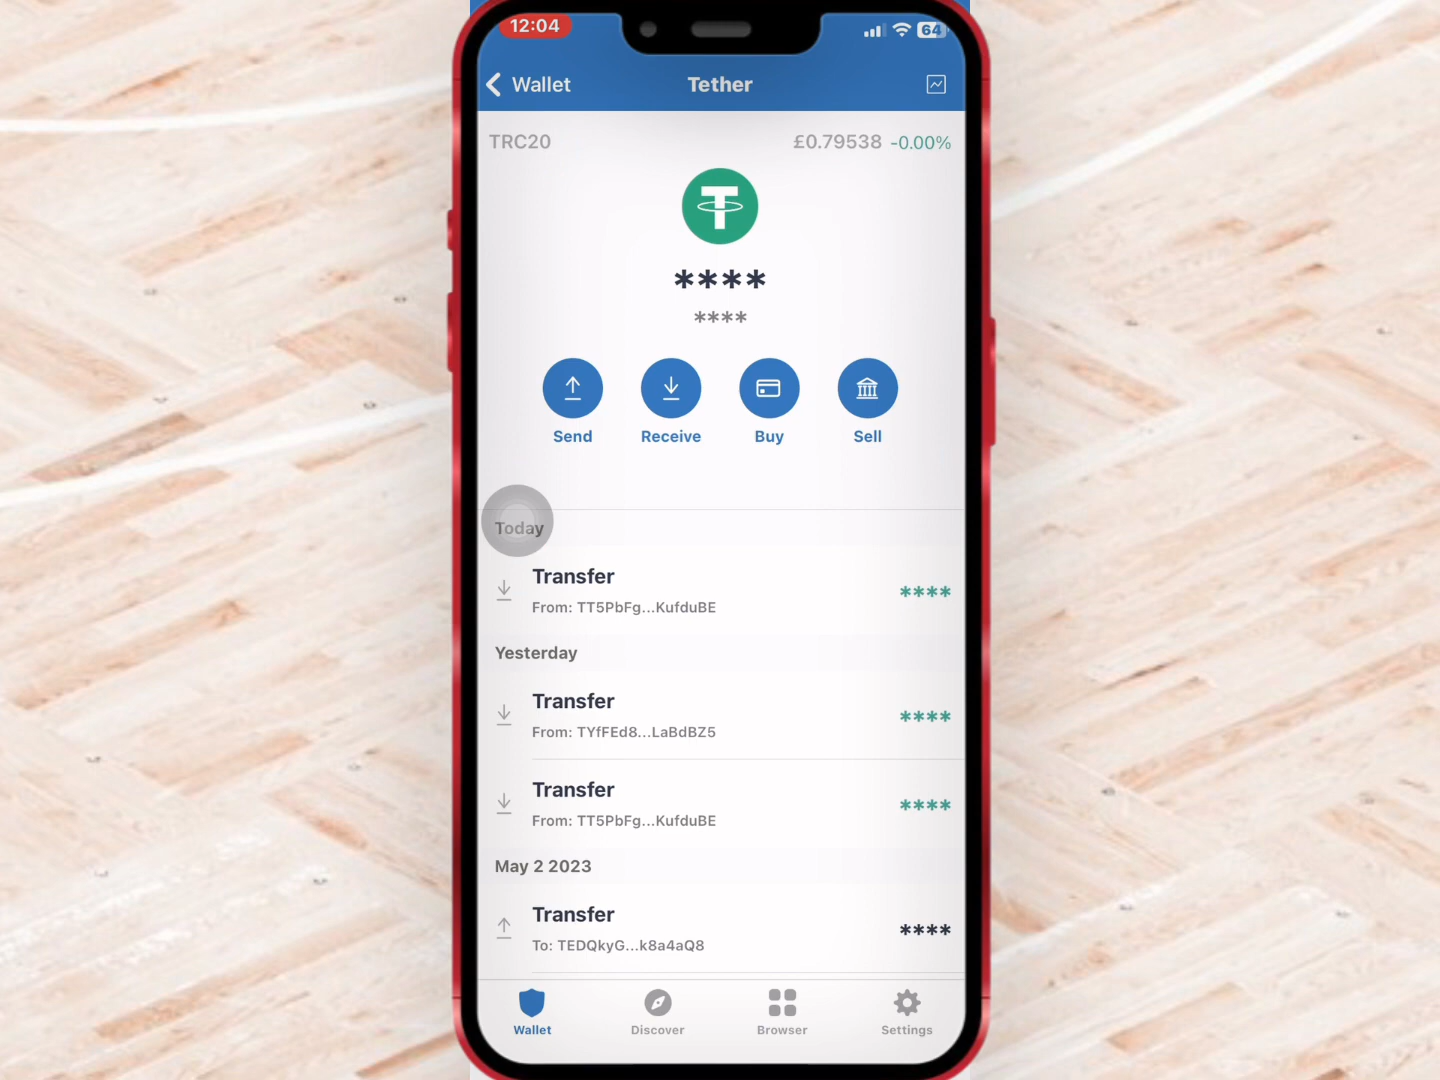 12:04
64
Wallet
Tether
TRC20
£0.79538 -0.00%
****
****
Send
Receive
Buy
Sell
Today
Transfer
****
From: TT5PbFg...KufduBE
Yesterday
Transfer
****
From: TYfFEd8...LaBdBZ5
Transfer
****
From: TT5PbFg...KufduBE
May 2 2023
Transfer
****
To: TEDQkyG...k8a4aQ8
Wallet
Discover
Browser
Settings